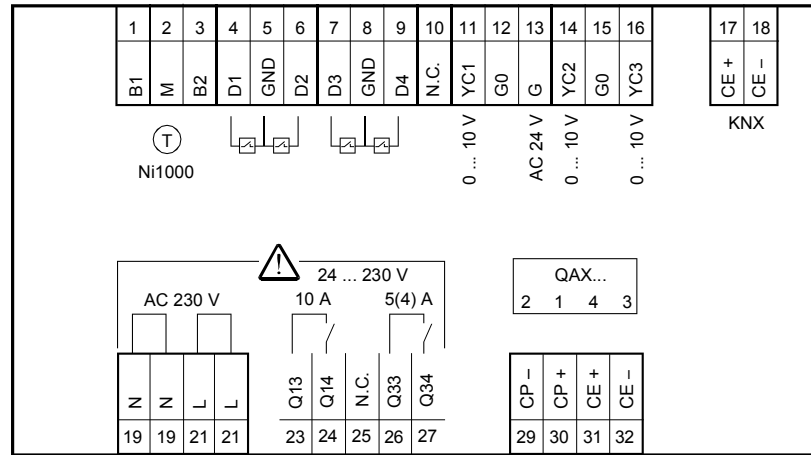 1 2 3 4 5 6 7 8 9 10 11 12 13 14 15 16 17 18
B1 M B2 D1 GND D2 D3 GND D4 N.C. YC1 G0 G YC2 G0 YC3 CE + CE –
T
Ni1000
0 ... 10 V
AC 24 V
0 ... 10 V
0 ... 10 V
KNX
!
24 ... 230 V
AC 230 V 10 A 5(4) A
QAX...
2 1 4 3
N N L L Q13 Q14 N.C. Q33 Q34 CP – CP + CE + CE –
19 19 21 21 23 24 25 26 27 29 30 31 32